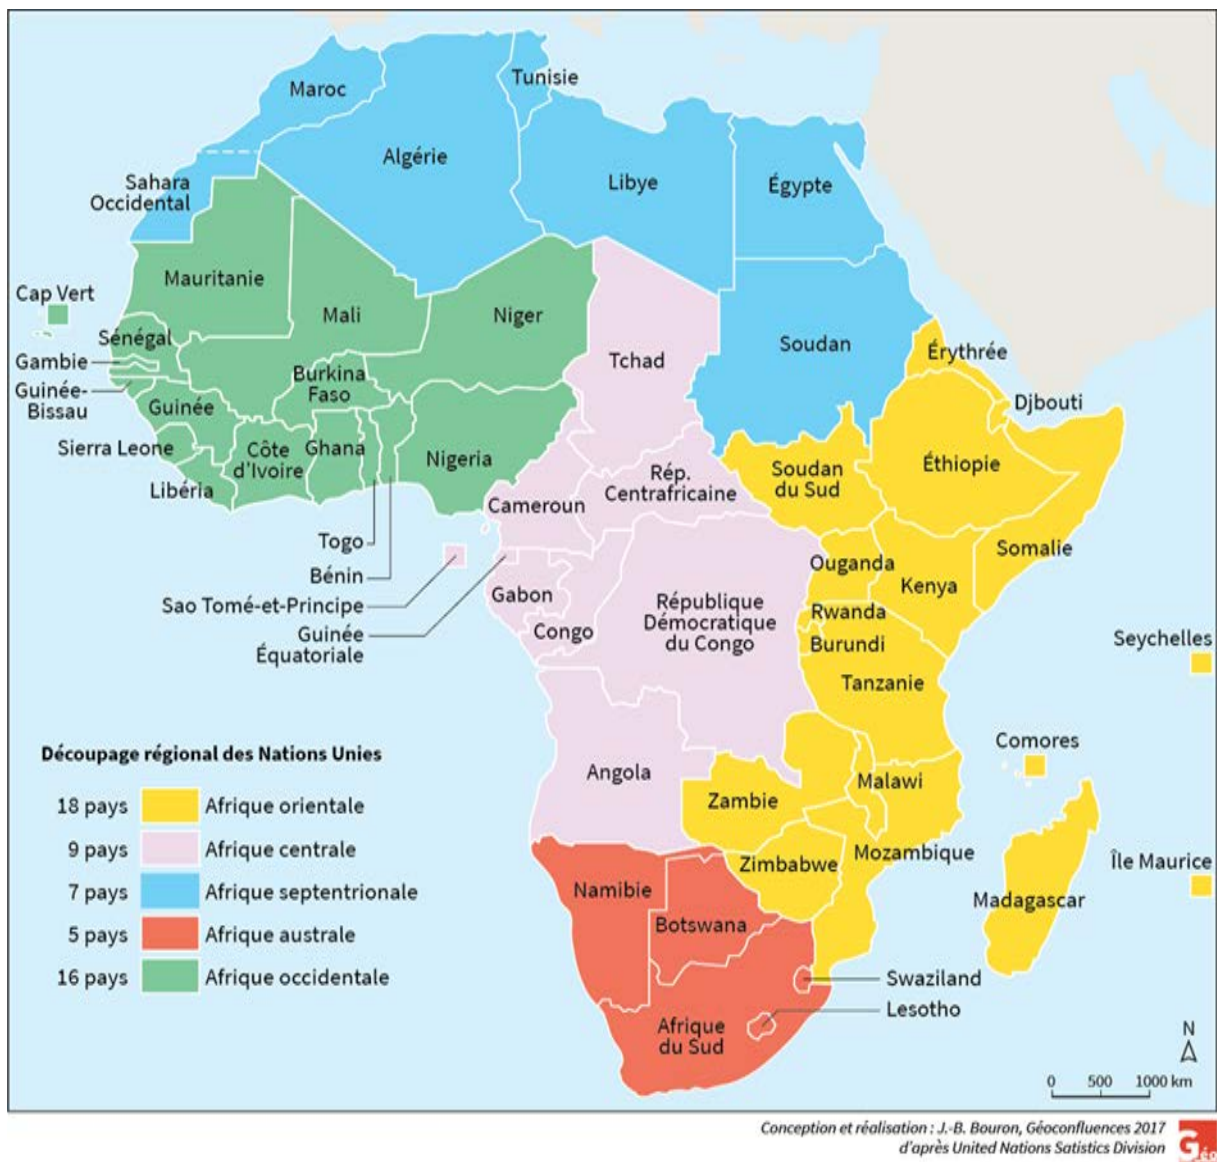 Tunisie
Maroc
Algérie
Libye
Égypte
Sahara
Occidental
Mauritanie
Cap Vert
Mali
Niger
Sénégal
Soudan
Érythrée
Tchad
Gambie
Burkina
Faso
Guinée-
Bissau
Djibouti
Guinée
Sierra Leone
Côte
d'Ivoire
Ghana
Nigeria
Éthiopie
Soudan
du Sud
Rép.
Centrafricaine
Libéria
Cameroun
Togo
Somalie
Bénin
Ouganda
Kenya
Sao Tomé-et-Principe
Gabon
République
Démocratique
du Congo
Rwanda
Guinée
Équatoriale
Congo
Burundi
Seychelles
Tanzanie
Comores
Découpage régional des Nations Unies
Angola
Malawi
18 pays Afrique orientale
Zambie
9 pays Afrique centrale
Mozambique
Zimbabwe
Île Maurice
7 pays Afrique septentrionale
Namibie
Madagascar
5 pays Afrique australe
Botswana
16 pays Afrique occidentale
Swaziland
Lesotho
Afrique
du Sud
N
0 500 1000 km
Conception et réalisation : J.-B. Bouron, Géoconfluences 2017
d'après United Nations Satistics Division
Géo